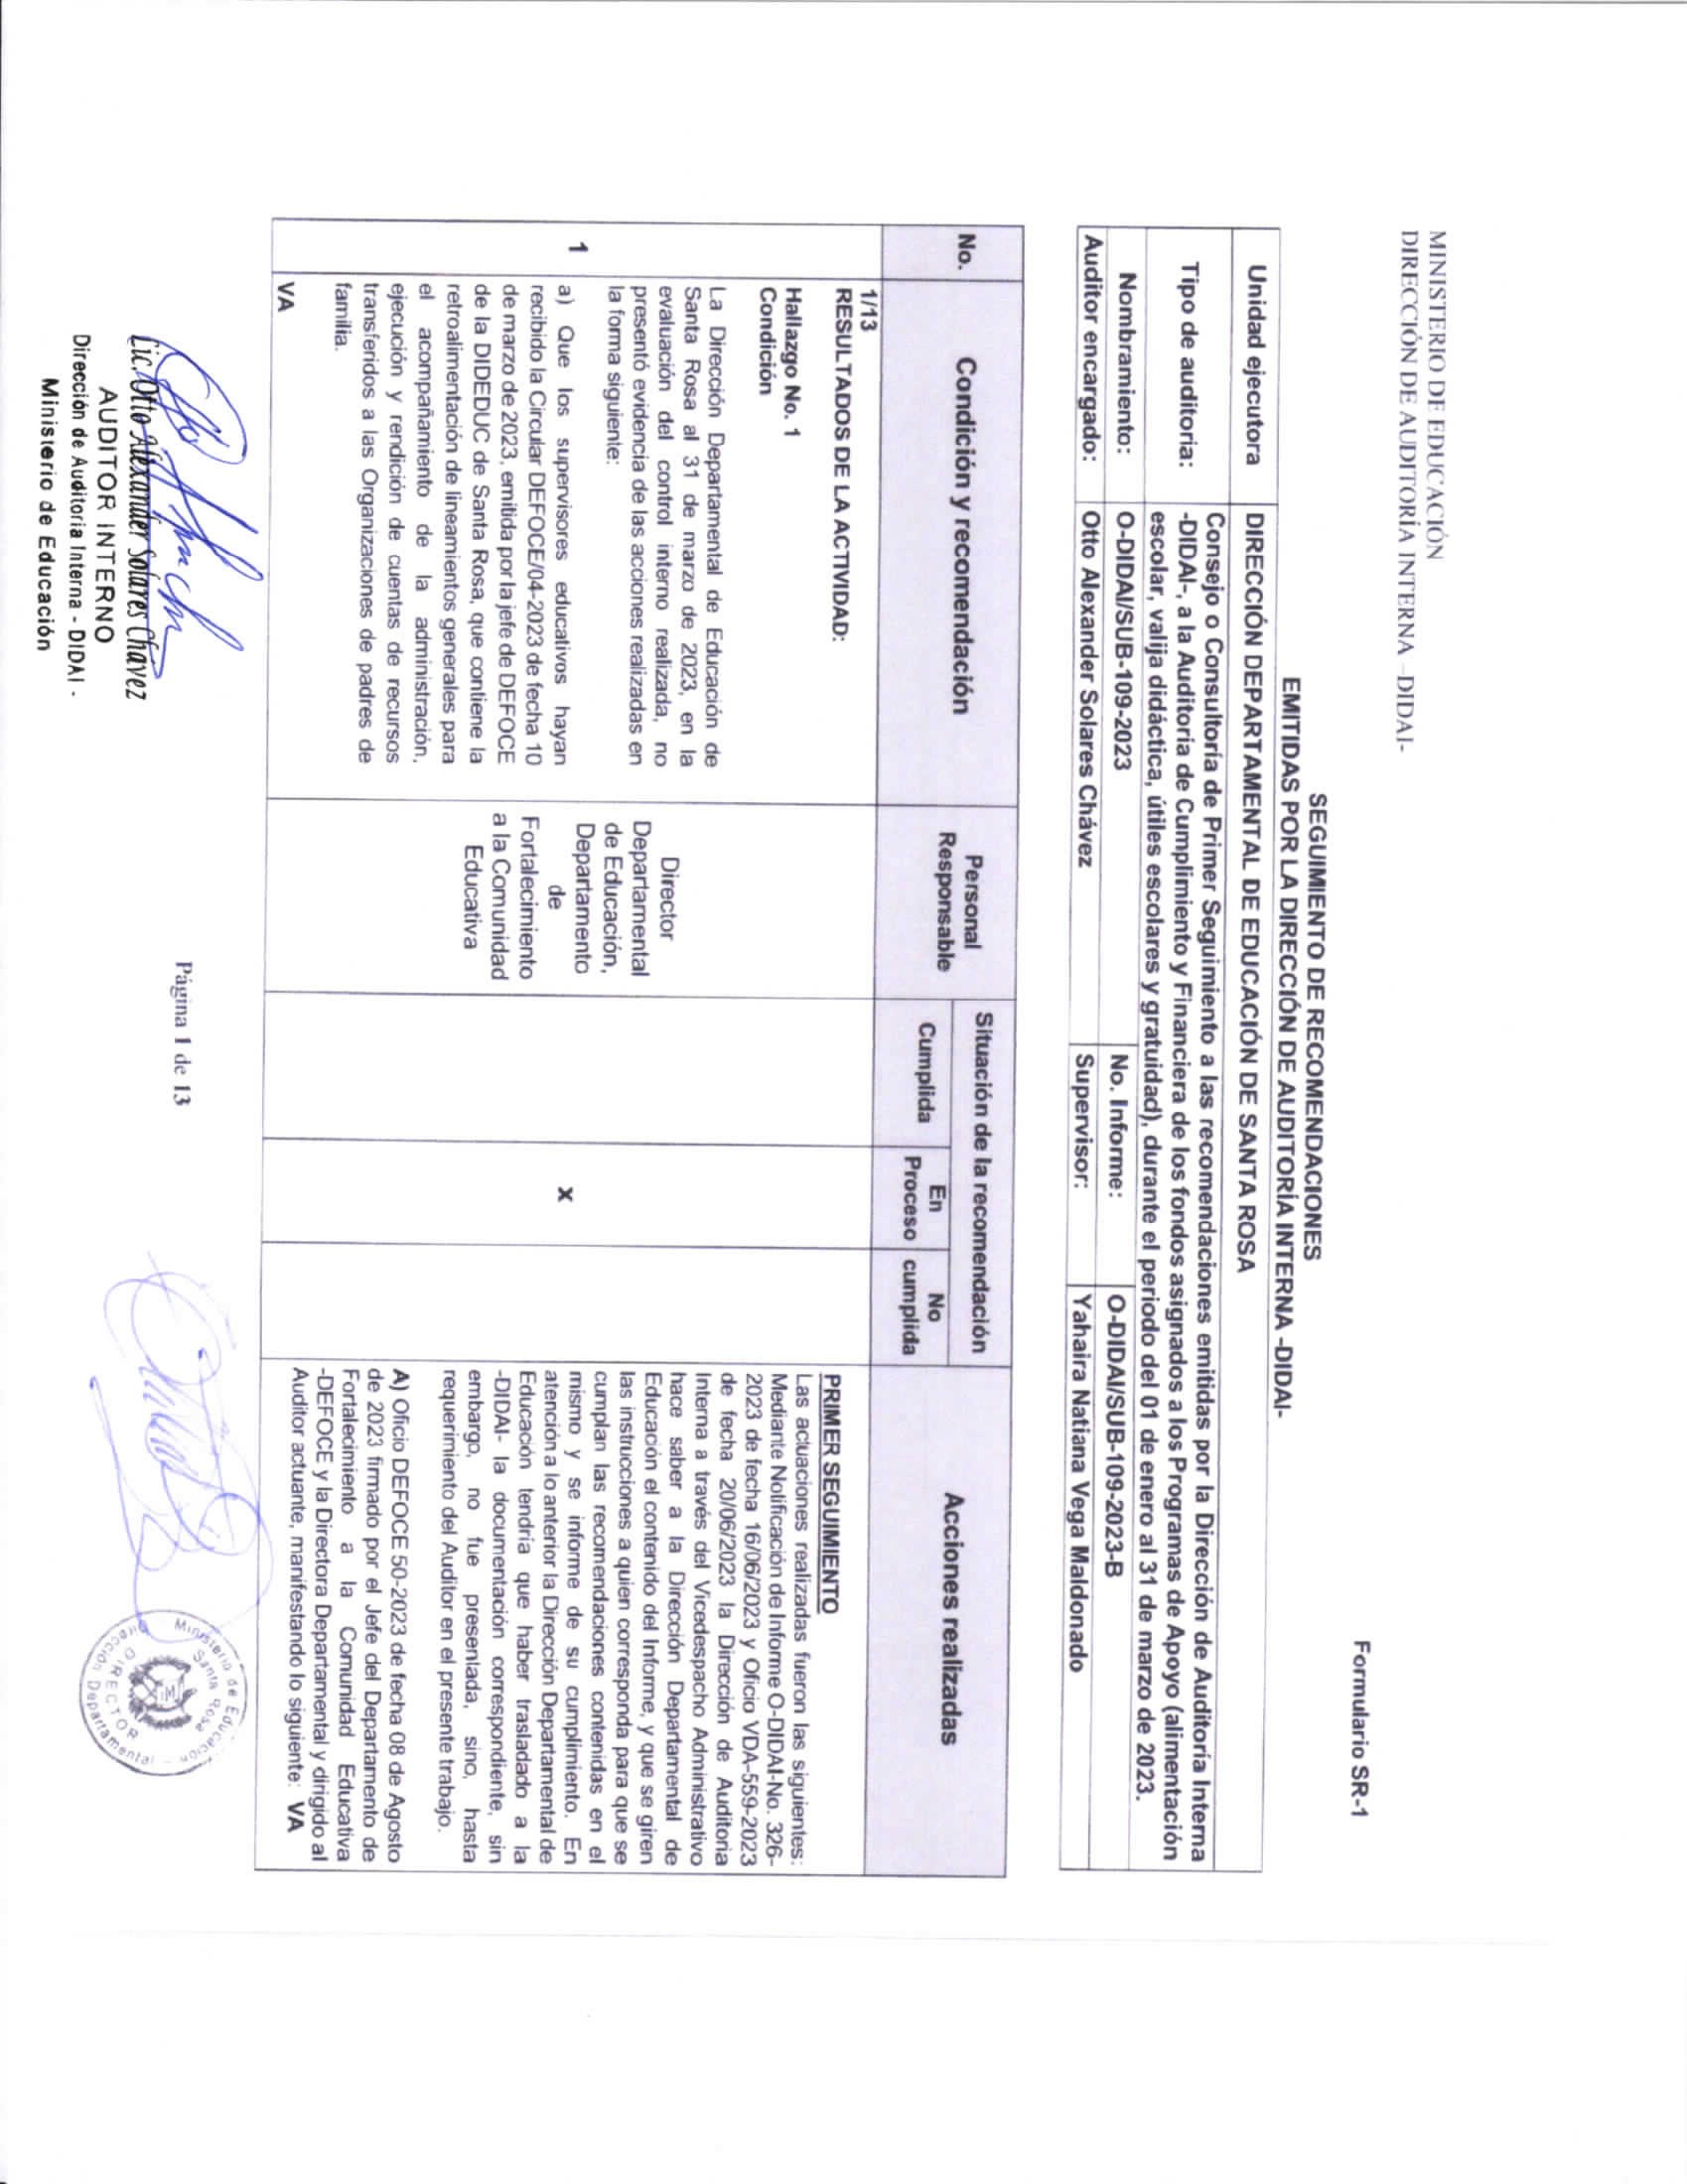 MINISTERIO DE EDUCACIÓN
DIRECCIÓN DE AUDITORÍA INTERNA –DIDAI-
Formulario SR-1
SEGUIMIENTO DE RECOMENDACIONES
EMITIDAS POR LA DIRECCIÓN DE AUDITORÍA INTERNA -DIDAI-
Unidad ejecutora
DIRECCIÓN DEPARTAMENTAL DE EDUCACIÓN DE SANTA ROSA
Tipo de auditoria:
Consejo o Consultoría de Primer Seguimiento a las recomendaciones emitidas por la Dirección de Auditoría Interna
-DIDAI-, a la Auditoria de Cumplimiento y Financiera de los fondos asignados a los Programas de Apoyo (alimentación
escolar, valija didáctica, útiles escolares y gratuidad), durante el periodo del 01 de enero al 31 de marzo de 2023.
Nombramiento:
O-DIDAI/SUB-109-2023
No. Informe:
O-DIDAI/SUB-109-2023-B
Auditor encargado:
Otto Alexander Solares Chávez
Supervisor:
Yahaira Natiana Vega Maldonado
No.
Condición y recomendación
Personal
Responsable
Situación de la recomendación
Cumplida
En
Proceso
No
cumplida
Acciones realizadas
1
1/13
RESULTADOS DE LA ACTIVIDAD:
Hallazgo No. 1
Condición
La Dirección Departamental de Educación de
Santa Rosa al 31 de marzo de 2023, en la
evaluación del control interno realizada, no
presentó evidencia de las acciones realizadas en
la forma siguiente:
a) Que los supervisores educativos hayan
recibido la Circular DEFOCE/04-2023 de fecha 10
de marzo de 2023, emitida por la jefe de DEFOCE
de la DIDEDUC de Santa Rosa, que contiene la
retroalimentación de lineamientos generales para
el acompañamiento de la administración,
ejecución y rendición de cuentas de recursos
transferidos a las Organizaciones de padres de
familia.
VA
Director
Departamental
de Educación,
Departamento
de
Fortalecimiento
a la Comunidad
Educativa
x
PRIMER SEGUIMIENTO
Las actuaciones realizadas fueron las siguientes:
Mediante Notificación de Informe O-DIDAI-No. 326-
2023 de fecha 16/06/2023 y Oficio VDA-559-2023
de fecha 20/06/2023 la Dirección de Auditoria
Interna a través del Vicedespacho Administrativo
hace saber a la Dirección Departamental de
Educación el contenido del Informe, y que se giren
las instrucciones a quien corresponda para que se
cumplan las recomendaciones contenidas en el
mismo y se informe de su cumplimiento. En
atención a lo anterior la Dirección Departamental de
Educación tendría que haber trasladado a la
-DIDAI- la documentación correspondiente, sin
embargo, no fue presentada, sino, hasta
requerimiento del Auditor en el presente trabajo.
A) Oficio DEFOCE 50-2023 de fecha 08 de Agosto
de 2023 firmado por el Jefe del Departamento de
Fortalecimiento a la Comunidad Educativa
-DEFOCE y la Directora Departamental y dirigido al
Auditor actuante, manifestando lo siguiente: VA
Lic. Otto Alexander Solares Chávez
AUDITOR INTERNO
Dirección de Auditoria Interna - DIDAI -
Ministerio de Educación
Página 1 de 13
Ministerio de Educación
Santa Rosa
DIRECTOR
Dirección Departamental